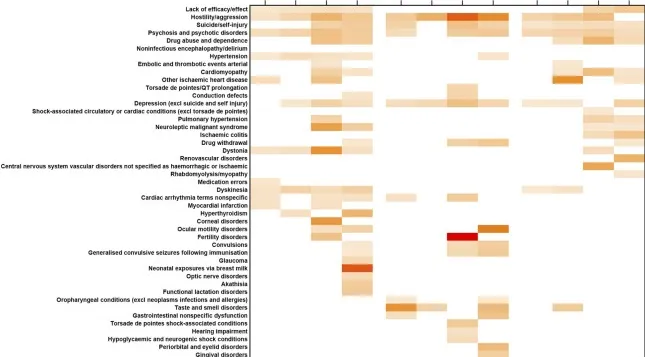 Lack of efficacy/effect
Hostility/aggression
Suicide/self-injury
Psychosis and psychotic disorders
Drug abuse and dependence
Noninfectious encephalopathy/delirium
Hypertension
Embolic and thrombotic events arterial
Cardiomyopathy
Other ischaemic heart disease
Torsade de pointes/QT prolongation
Conduction defects
Depression (excl suicide and self injury)
Shock-associated circulatory or cardiac conditions (excl torsade de pointes)
Pulmonary hypertension
Neuroleptic malignant syndrome
Ischaemic colitis
Drug withdrawal
Dystonia
Renovascular disorders
Central nervous system vascular disorders not specified as haemorrhagic or ischaemic
Rhabdomyolysis/myopathy
Medication errors
Dyskinesia
Cardiac arrhythmia terms nonspecific
Myocardial infarction
Hyperthyroidism
Corneal disorders
Ocular motility disorders
Fertility disorders
Convulsions
Generalised convulsive seizures following immunisation
Glaucoma
Neonatal exposures via breast milk
Optic nerve disorders
Akathisia
Functional lactation disorders
Oropharyngeal conditions (excl neoplasms infections and allergies)
Taste and smell disorders
Gastrointestinal nonspecific dysfunction
Torsade de pointes shock-associated conditions
Hearing impairment
Hypoglycaemic and neurogenic shock conditions
Periorbital and eyelid disorders
Gingival disorders